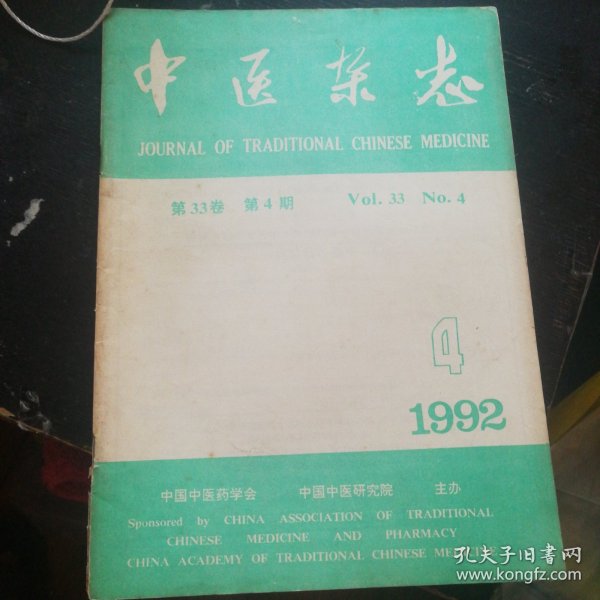 中医杂志
JOURNAL OF TRADITIONAL CHINESE MEDICINE
第33卷 第4期 Vol. 33 No. 4
4
1992
中国中医药学会 中国中医研究院 主办
Sponsored by CHINA ASSOCIATION OF TRADITIONAL
CHINESE MEDICINE AND PHARMACY
CHINA ACADEMY OF TRADITIONAL CHINESE ME
孔夫子旧书网
www.kongfz.com